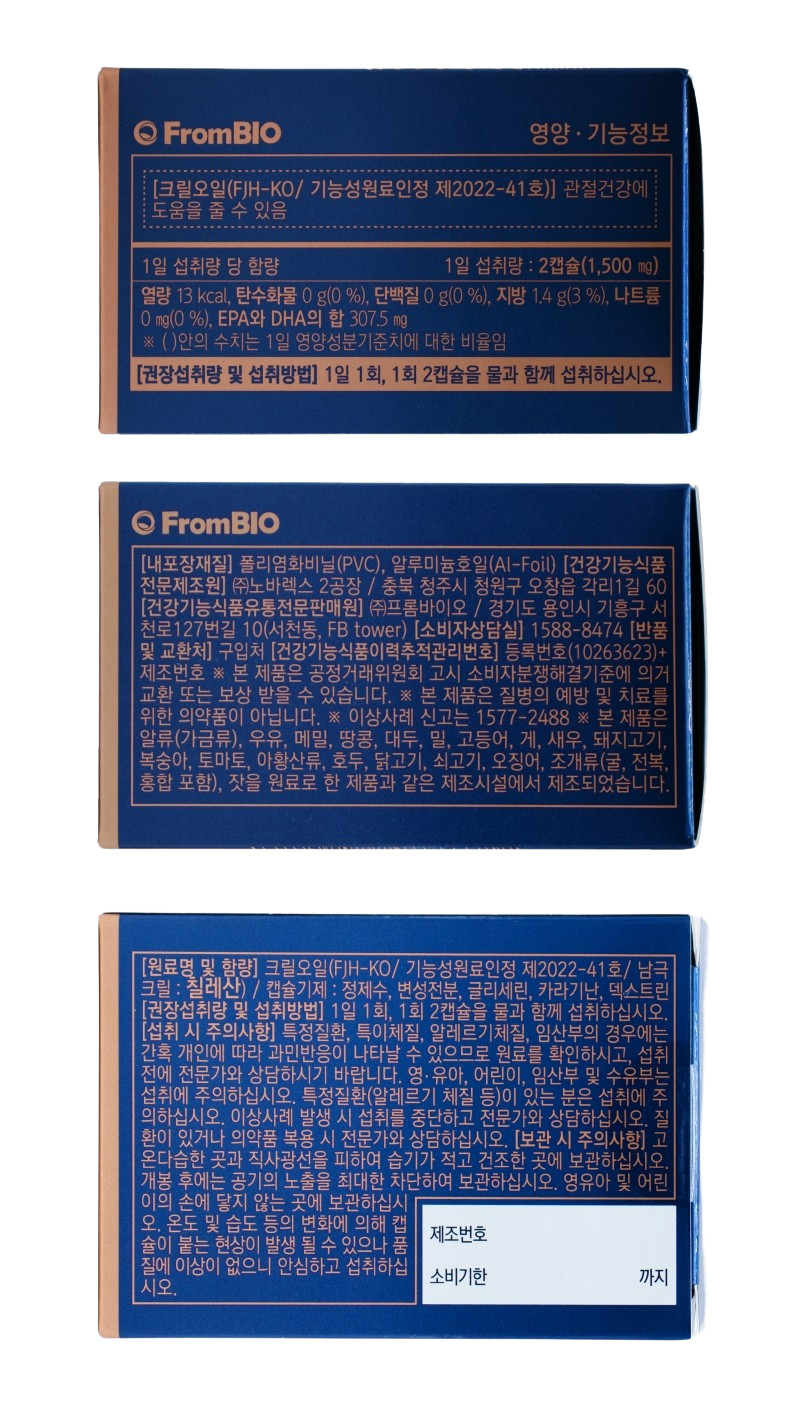 FromBIO
영양 · 기능정보
[크릴오일(FJH-KO/ 기능성원료인정 제2022-41호)] 관절건강에
도움을 줄 수 있음
1일 섭취량 당 함량 1일 섭취량 : 2캡슐(1,500 ㎎)
열량 13 kcal, 탄수화물 0 g(0 %), 단백질 0 g(0 %), 지방 1.4 g(3 %), 나트륨
0 ㎎(0 %), EPA와 DHA의 합 307.5 ㎎
※ ( )안의 수치는 1일 영양성분기준치에 대한 비율임
[권장섭취량 및 섭취방법] 1일 1회, 1회 2캡슐을 물과 함께 섭취하십시오.
FromBIO
[내포장재질] 폴리염화비닐(PVC), 알루미늄호일(Al-Foil) [건강기능식품
전문제조원] ㈜노바렉스 2공장 / 충북 청주시 청원구 오창읍 각리1길 60
[건강기능식품유통전문판매원] ㈜프롬바이오 / 경기도 용인시 기흥구 서
천로127번길 10(서천동, FB tower) [소비자상담실] 1588-8474 [반품
및 교환처] 구입처 [건강기능식품이력추적관리번호] 등록번호(10263623)+
제조번호 ※ 본 제품은 공정거래위원회 고시 소비자분쟁해결기준에 의거
교환 또는 보상 받을 수 있습니다. ※ 본 제품은 질병의 예방 및 치료를
위한 의약품이 아닙니다. ※ 이상사례 신고는 1577-2488 ※ 본 제품은
알류(가금류), 우유, 메밀, 땅콩, 대두, 밀, 고등어, 게, 새우, 돼지고기,
복숭아, 토마토, 아황산류, 호두, 닭고기, 쇠고기, 오징어, 조개류(굴, 전복,
홍합 포함), 잣을 원료로 한 제품과 같은 제조시설에서 제조되었습니다.
[원료명 및 함량] 크릴오일(FJH-KO/ 기능성원료인정 제2022-41호/ 남극
크릴 : 칠레산) / 캡슐기제 : 정제수, 변성전분, 글리세린, 카라기난, 덱스트린
[권장섭취량 및 섭취방법] 1일 1회, 1회 2캡슐을 물과 함께 섭취하십시오.
[섭취 시 주의사항] 특정질환, 특이체질, 알레르기체질, 임산부의 경우에는
간혹 개인에 따라 과민반응이 나타날 수 있으므로 원료를 확인하시고, 섭취
전에 전문가와 상담하시기 바랍니다. 영·유아, 어린이, 임산부 및 수유부는
섭취에 주의하십시오. 특정질환(알레르기 체질 등)이 있는 분은 섭취에 주
의하십시오. 이상사례 발생 시 섭취를 중단하고 전문가와 상담하십시오. 질
환이 있거나 의약품 복용 시 전문가와 상담하십시오. [보관 시 주의사항] 고
온다습한 곳과 직사광선을 피하여 습기가 적고 건조한 곳에 보관하십시오.
개봉 후에는 공기의 노출을 최대한 차단하여 보관하십시오. 영유아 및 어린
이의 손에 닿지 않는 곳에 보관하십시
오. 온도 및 습도 등의 변화에 의해 캡
슐이 붙는 현상이 발생 될 수 있으나 품
질에 이상이 없으니 안심하고 섭취하십
시오.
제조번호
소비기한 까지